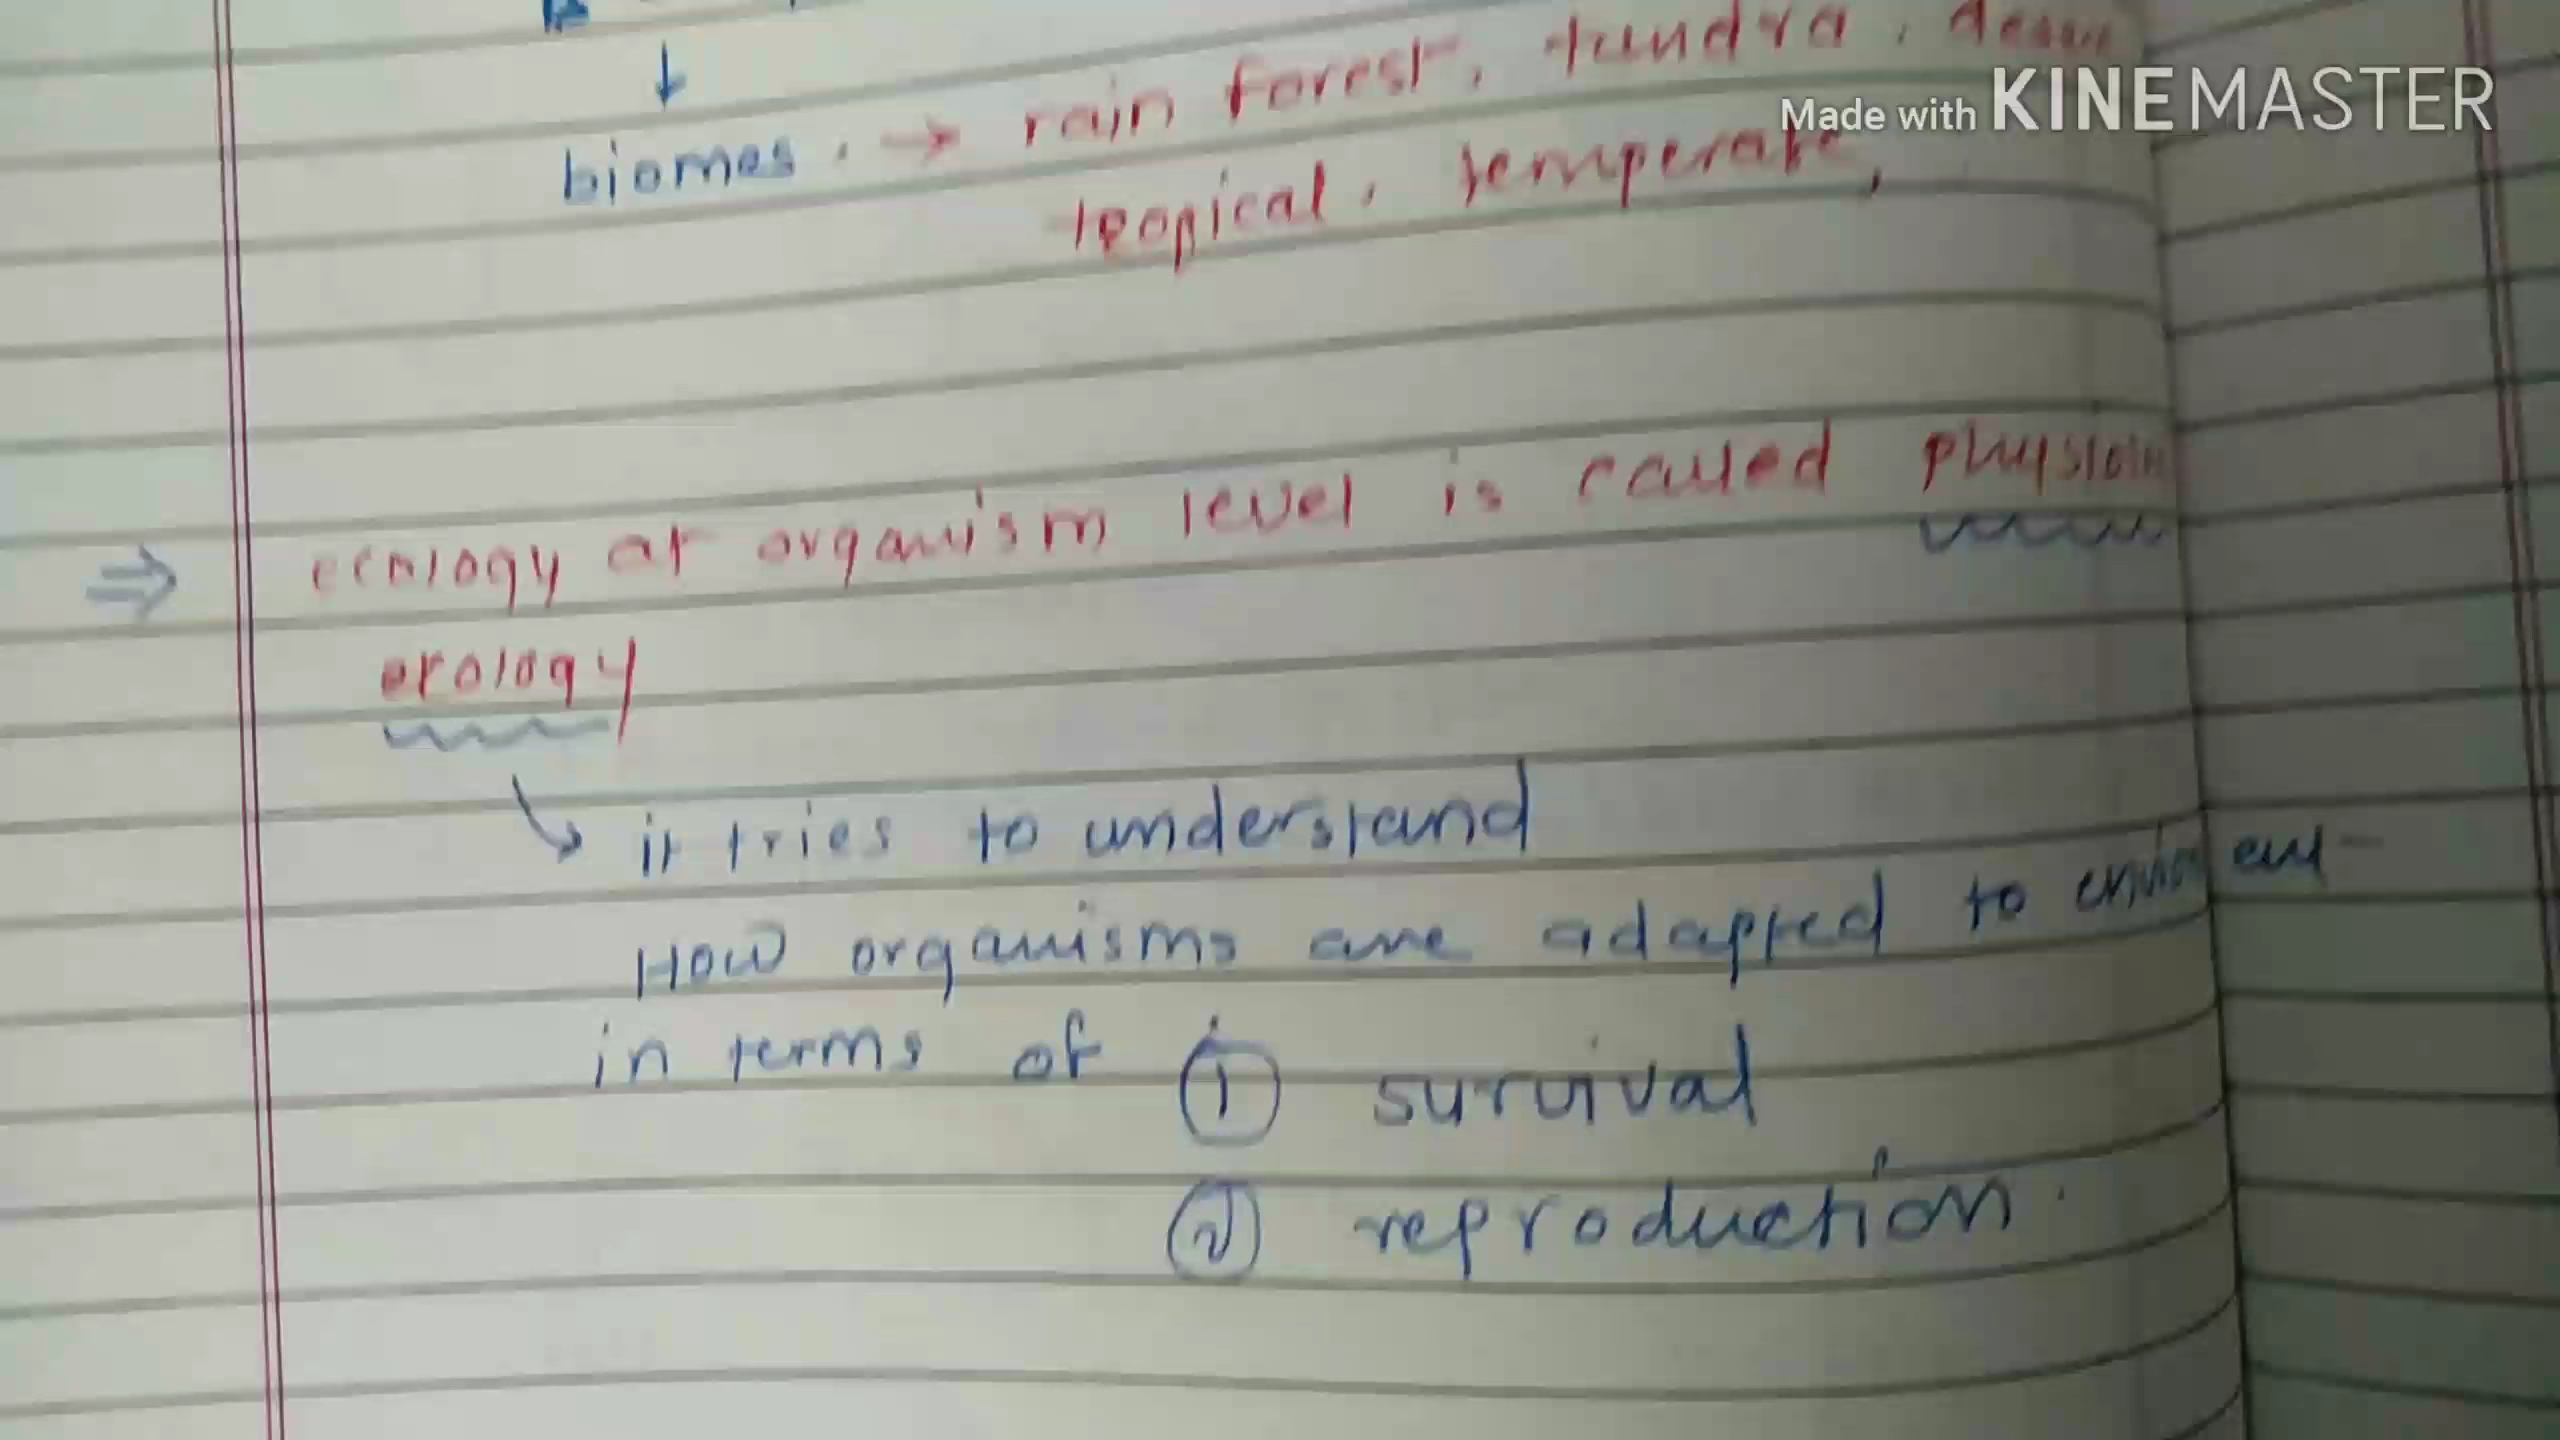 biomes. → rain forest, tundra,
Made with KINEMASTER
tropical, temperate,
⇒ ecology at organism level is called
ecology
↘ it tries to understand
How organisms are adapted to
in terms of ① survival
② reproduction.